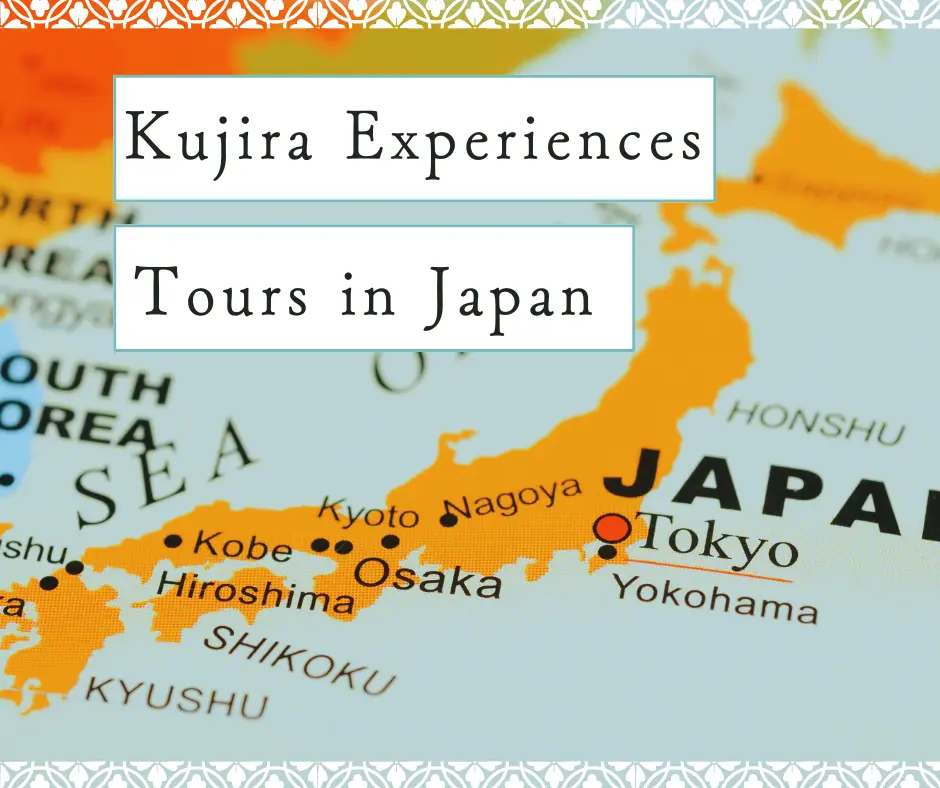 Kujira Experiences
Tours in Japan
OUTH
OREA
SEA
HONSHU
JAPA
Kyoto
Nagoya
Tokyo
Kobe
Osaka
Yokohama
Hiroshima
SHIKOKU
KYUSHU
ORTH
REA
shu